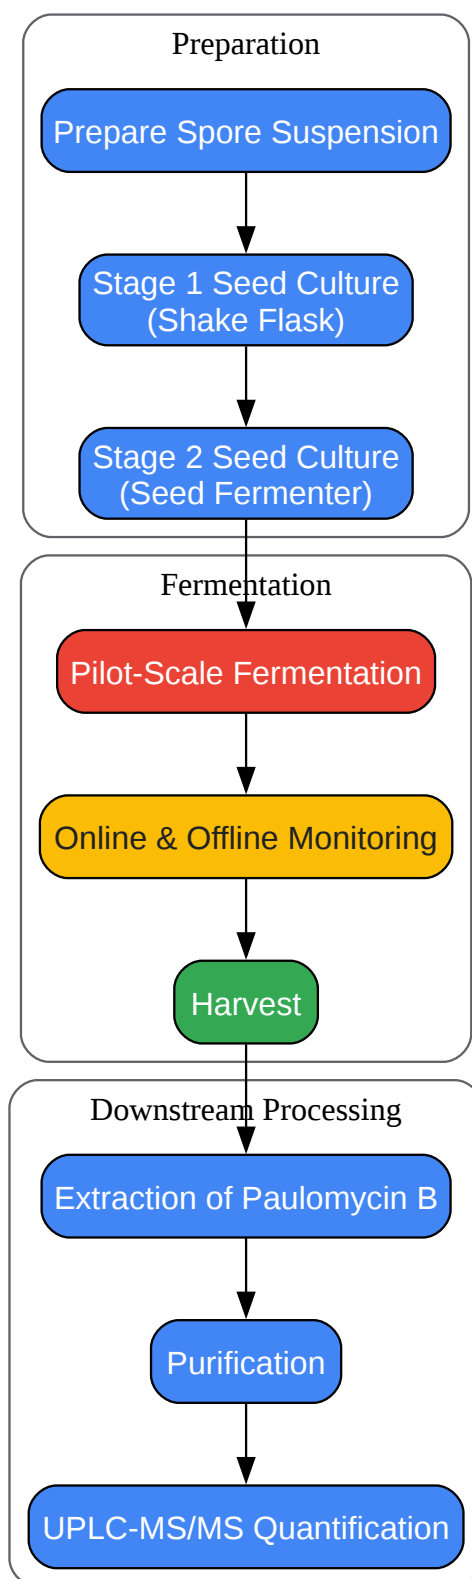 Preparation
Prepare Spore Suspension
Stage 1 Seed Culture
(Shake Flask)
Stage 2 Seed Culture
(Seed Fermenter)
Fermentation
Pilot-Scale Fermentation
Online & Offline Monitoring
Harvest
Downstream Processing
Extraction of Paulomycin B
Purification
UPLC-MS/MS Quantification